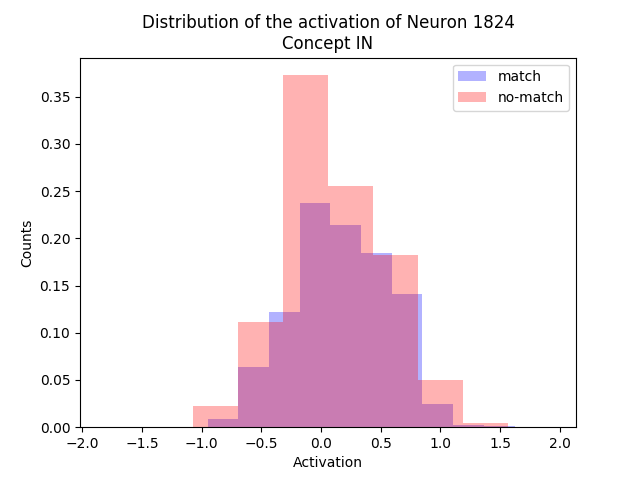 Distribution of the activation of Neuron 1824
Concept IN
match
no-match
Counts
0.35
0.30
0.25
0.20
0.15
0.10
0.05
0.00
−2.0 −1.5 −1.0 −0.5 0.0 0.5 1.0 1.5 2.0
Activation